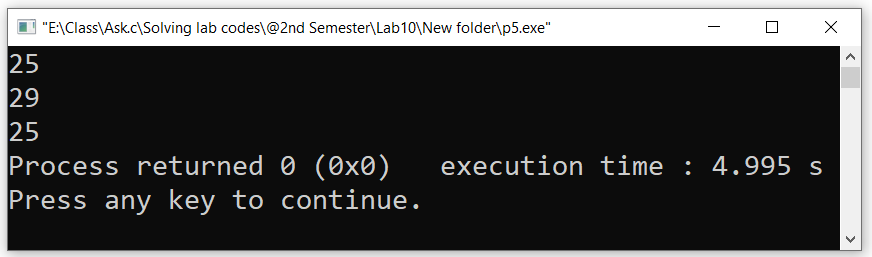 "E:\Class\Ask.c\Solving lab codes\@2nd Semester\Lab10\New folder\p5.exe"
25
29
25
Process returned 0 (0x0)   execution time : 4.995 s
Press any key to continue.